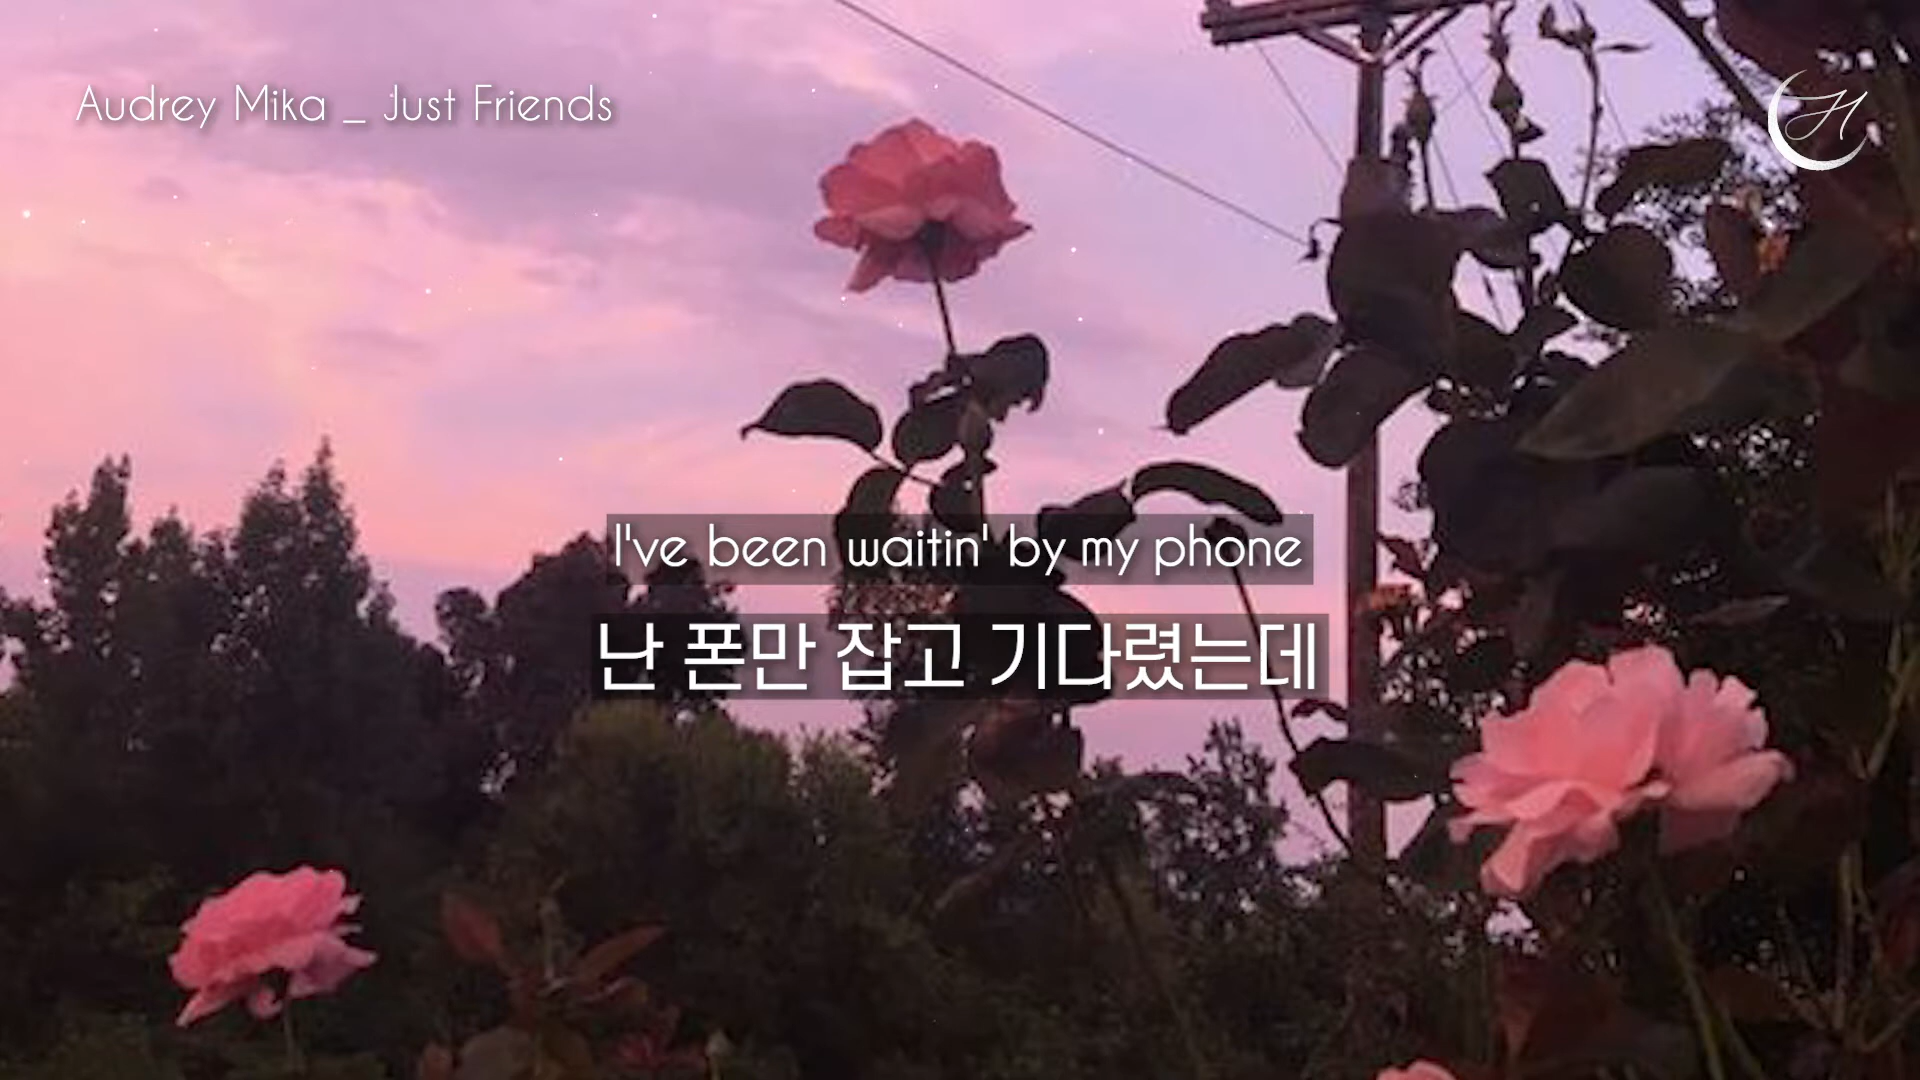 Audrey Mika _ Just Friends
H
I've been waitin' by my phone
난 폰만 잡고 기다렸는데